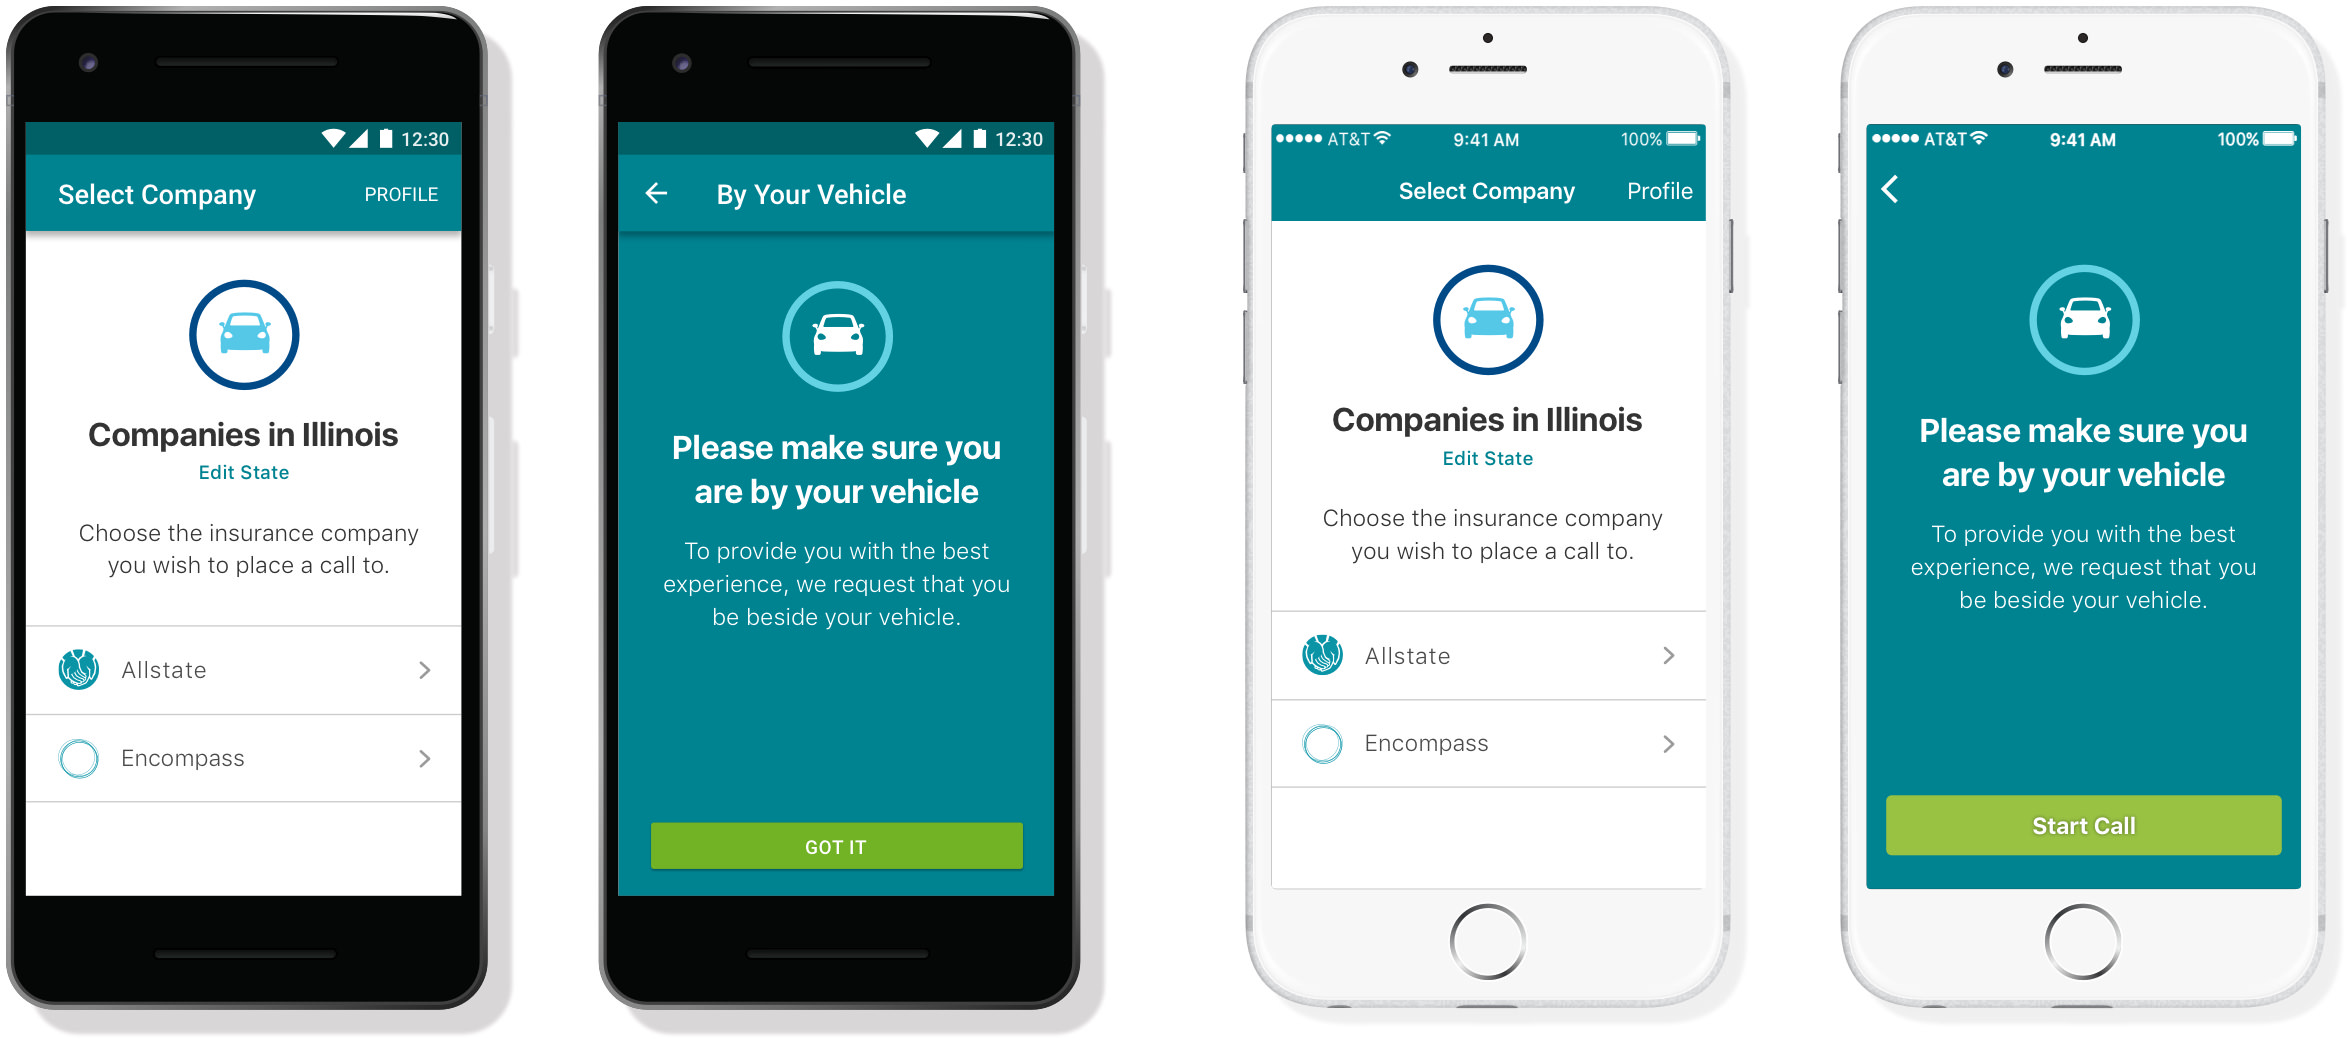 12:30
Select Company PROFILE
Companies in Illinois
Edit State
Choose the insurance company
you wish to place a call to.
Allstate
Encompass
12:30
By Your Vehicle
Please make sure you
are by your vehicle
To provide you with the best
experience, we request that you
be beside your vehicle.
GOT IT
AT&T 9:41 AM 100%
Select Company Profile
Companies in Illinois
Edit State
Choose the insurance company
you wish to place a call to.
Allstate
Encompass
AT&T 9:41 AM 100%
Please make sure you
are by your vehicle
To provide you with the best
experience, we request that you
be beside your vehicle.
Start Call